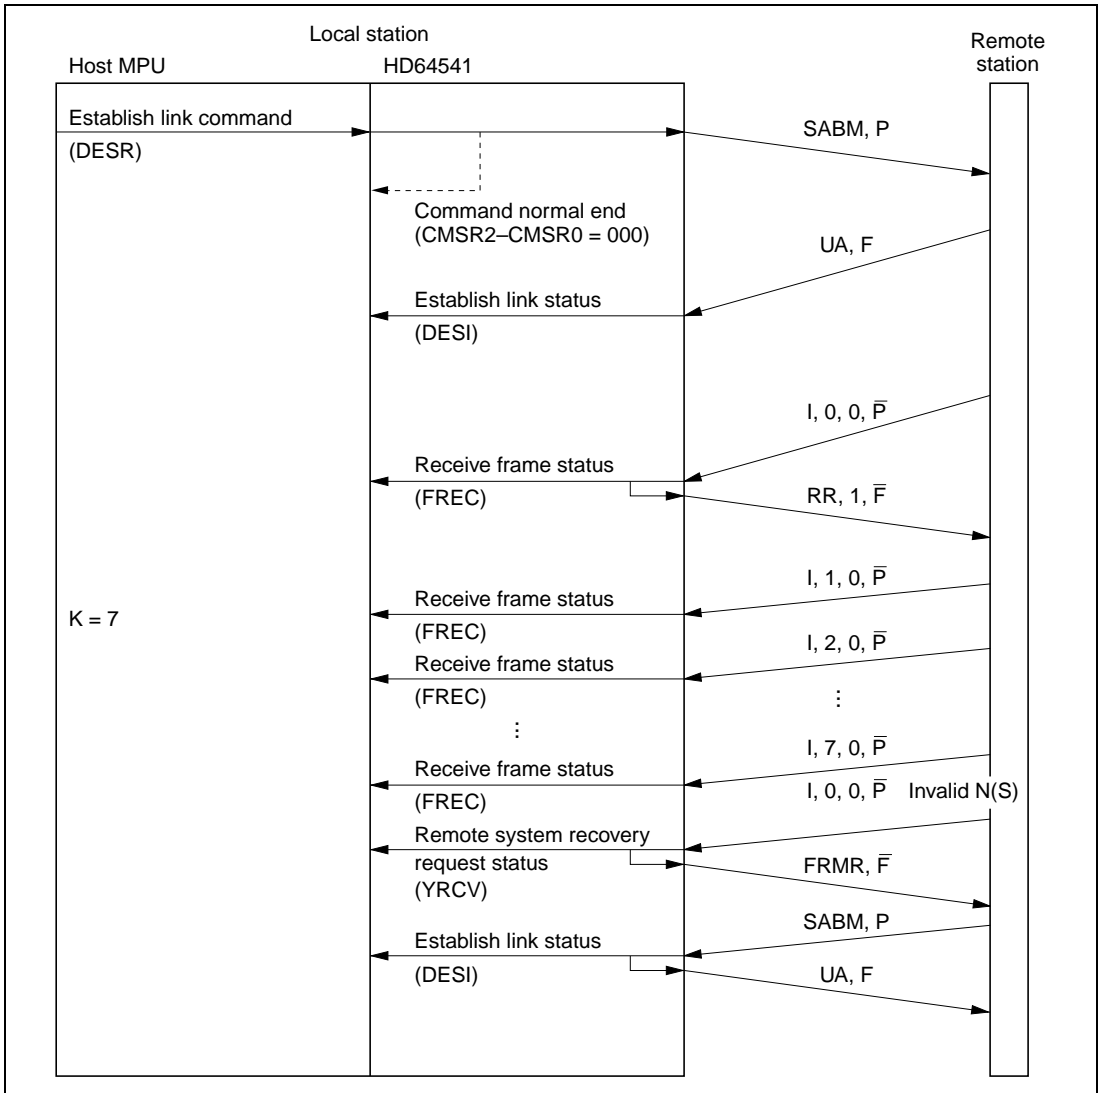 Local station
Host MPU
HD64541
Remote
station
Establish link command
(DESR)
SABM, P
Command normal end
(CMSR2–CMSR0 = 000)
UA, F
Establish link status
(DESI)
I, 0, 0, P̅
Receive frame status
(FREC)
RR, 1, F̅
I, 1, 0, P̅
Receive frame status
(FREC)
K = 7
I, 2, 0, P̅
Receive frame status
(FREC)
⋮
⋮
I, 7, 0, P̅
Receive frame status
(FREC)
I, 0, 0, P̅ Invalid N(S)
Remote system recovery
request status
(YRCV)
FRMR, F̅
SABM, P
Establish link status
(DESI)
UA, F